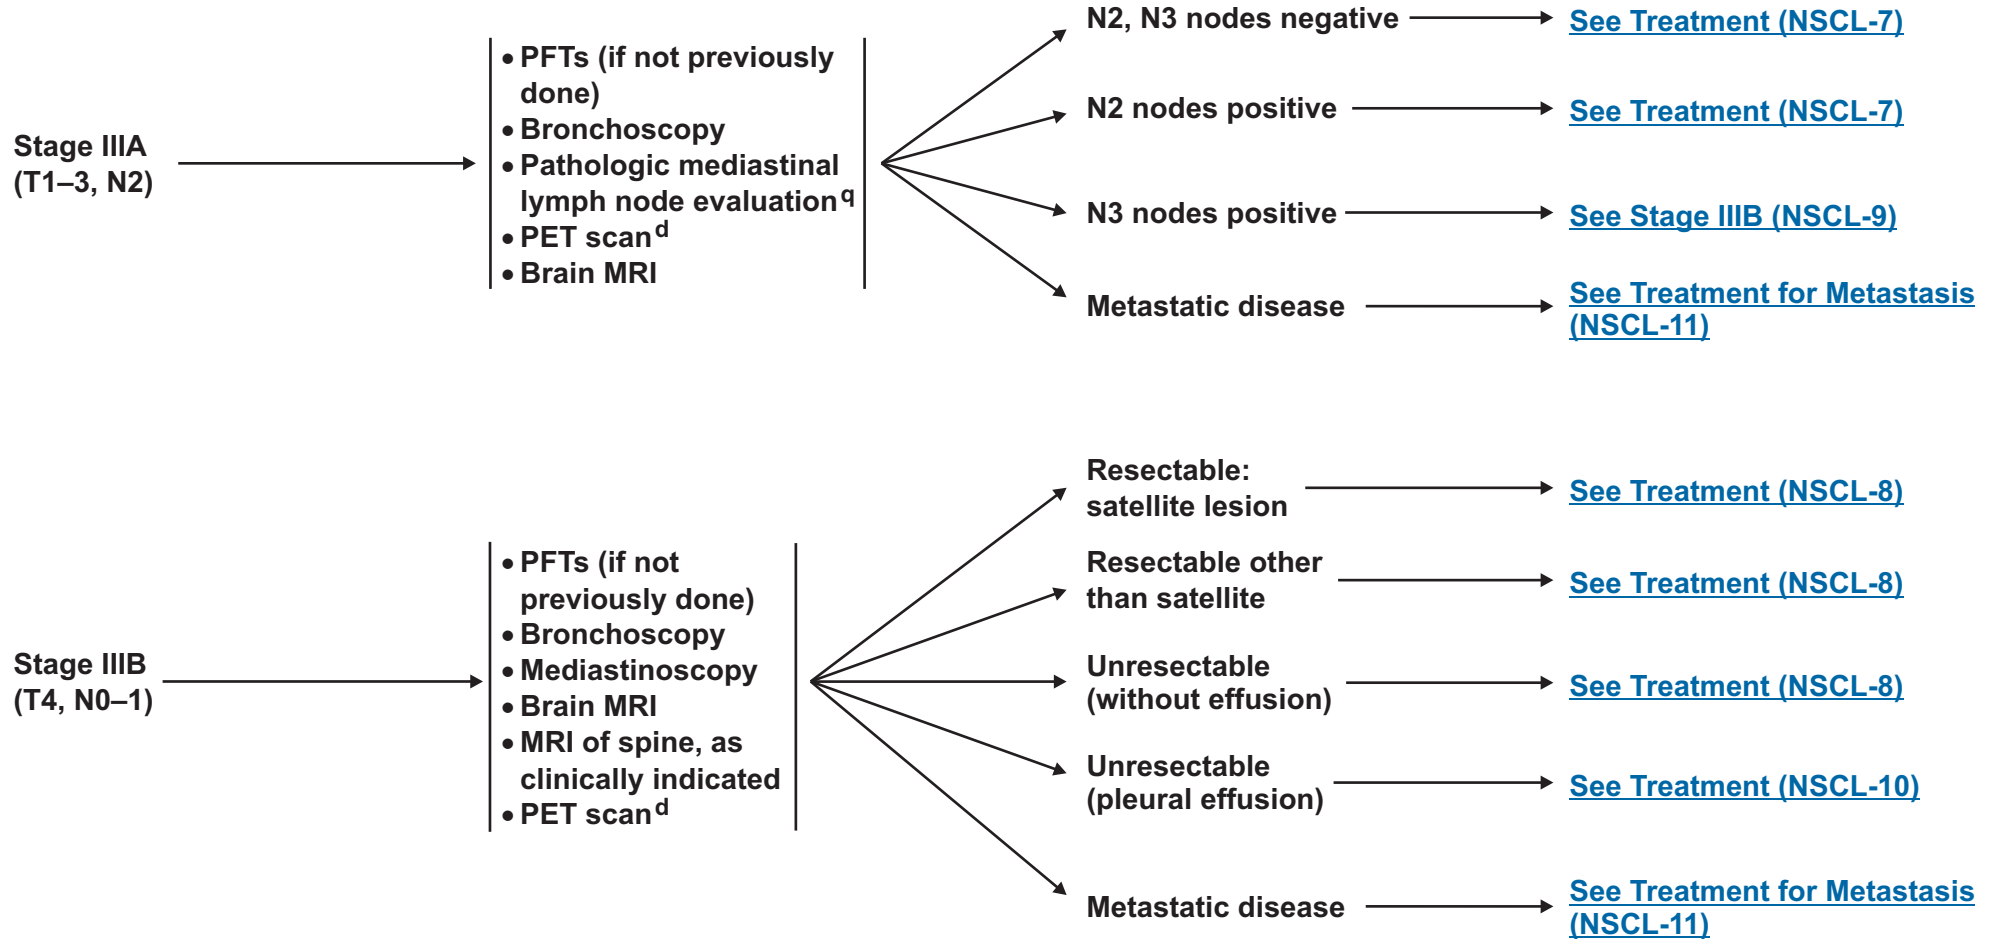 Stage IIIA
(T1–3, N2)
• PFTs (if not previously
done)
• Bronchoscopy
• Pathologic mediastinal
lymph node evaluation q
• PET scan d
• Brain MRI
N2, N3 nodes negative
See Treatment (NSCL-7)
N2 nodes positive
See Treatment (NSCL-7)
N3 nodes positive
See Stage IIIB (NSCL-9)
Metastatic disease
See Treatment for Metastasis
(NSCL-11)
Stage IIIB
(T4, N0–1)
• PFTs (if not
previously done)
• Bronchoscopy
• Mediastinoscopy
• Brain MRI
• MRI of spine, as
clinically indicated
• PET scan d
Resectable:
satellite lesion
See Treatment (NSCL-8)
Resectable other
than satellite
See Treatment (NSCL-8)
Unresectable
(without effusion)
See Treatment (NSCL-8)
Unresectable
(pleural effusion)
See Treatment (NSCL-10)
Metastatic disease
See Treatment for Metastasis
(NSCL-11)